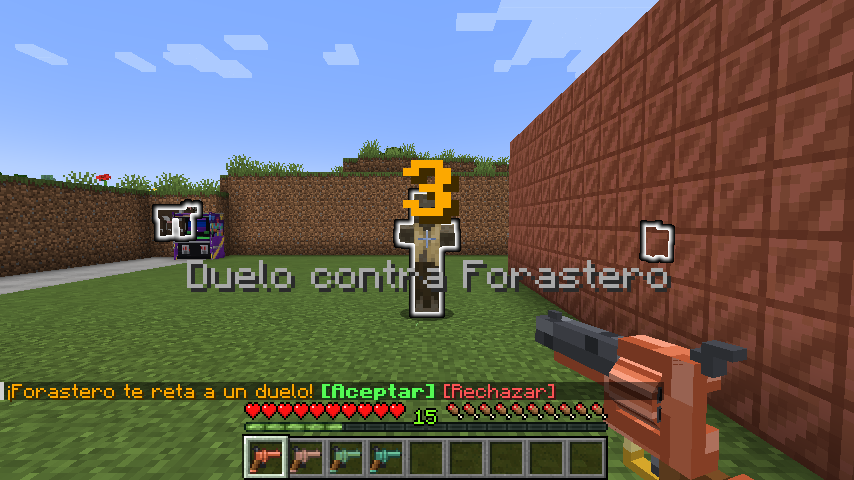 3
Duelo contra Forastero
¡Forastero te reta a un duelo! [Aceptar] [Rechazar]
15